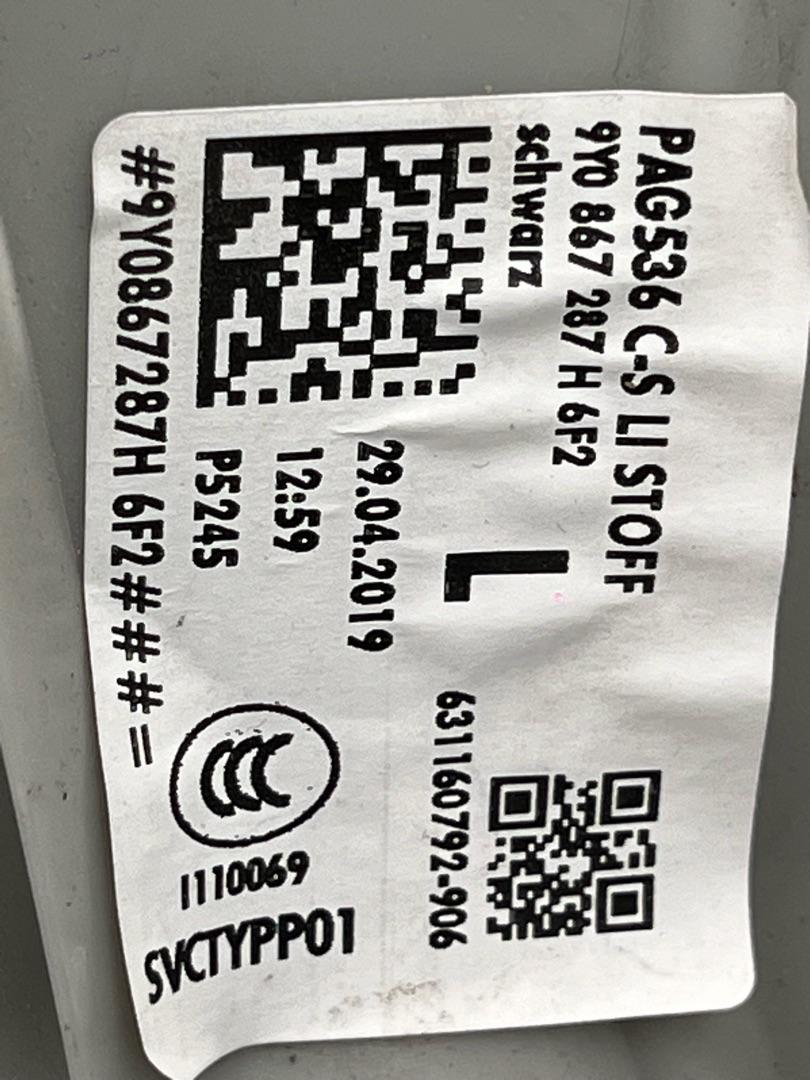 PAG536 C-S LI STOFF
9Y0 867 287 H 6F2
schwarz
L
631160792-906
29.04.2019
12:59
P5245
CCC
I110069
SVCTYPP01
#9Y0867287H 6F2###=